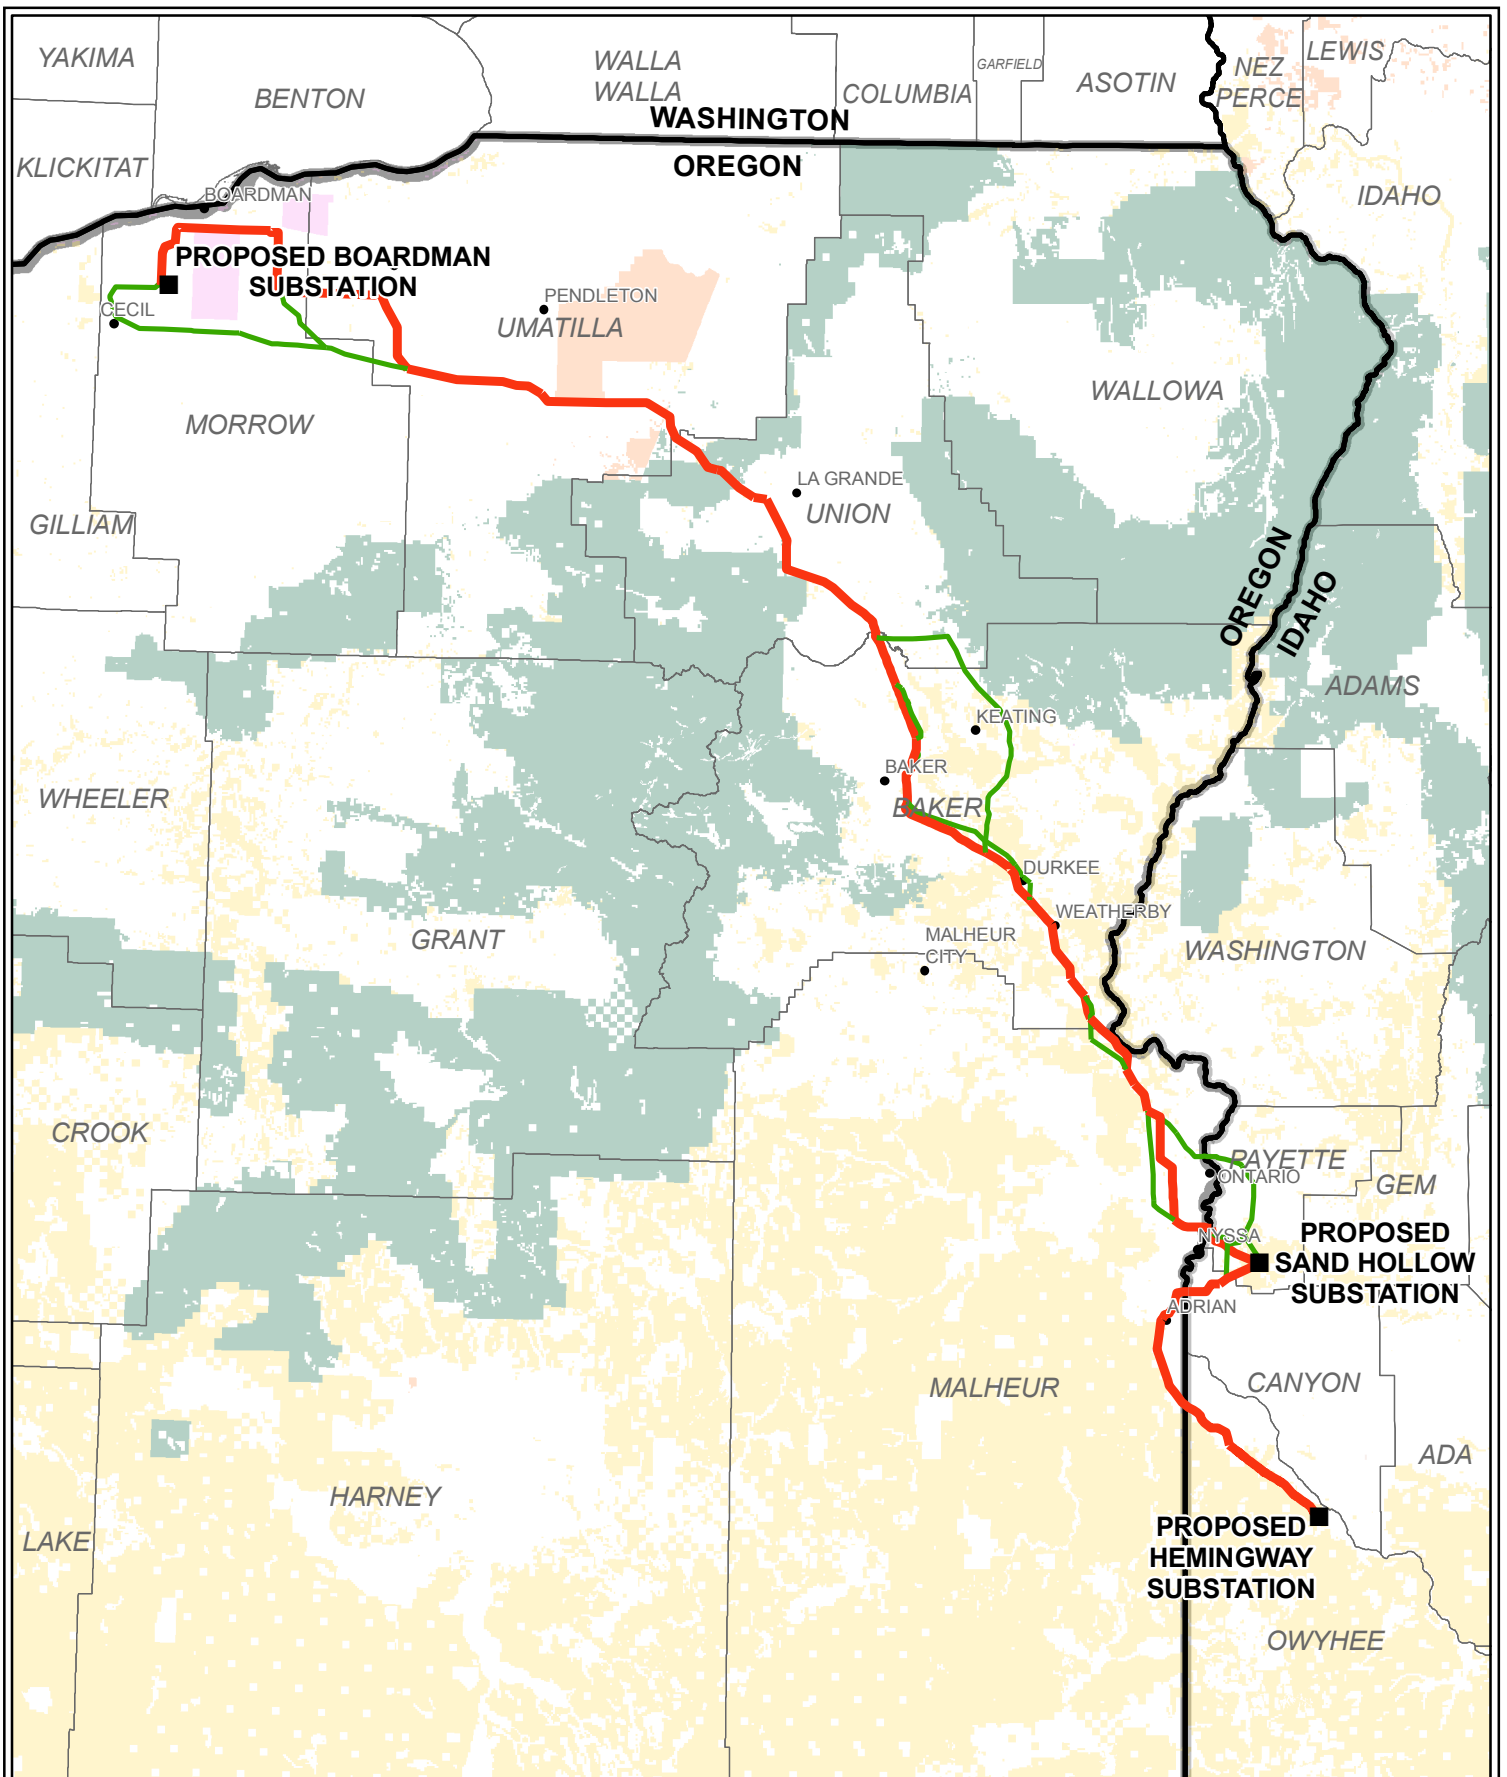 YAKIMA
BENTON
WALLA
WALLA
COLUMBIA
GARFIELD
ASOTIN
NEZ
PERCE
LEWIS
KLICKITAT
WASHINGTON
OREGON
IDAHO
BOARDMAN
PROPOSED BOARDMAN
SUBSTATION
CECIL
PENDLETON
UMATILLA
WALLOWA
MORROW
LA GRANDE
UNION
GILLIAM
OREGON
IDAHO
ADAMS
KEATING
BAKER
BAKER
WHEELER
DURKEE
WEATHERBY
MALHEUR
CITY
GRANT
WASHINGTON
CROOK
PAYETTE
ONTARIO
GEM
NYSSA
PROPOSED
SAND HOLLOW
SUBSTATION
ADRIAN
MALHEUR
CANYON
ADA
HARNEY
LAKE
PROPOSED
HEMINGWAY
SUBSTATION
OWYHEE